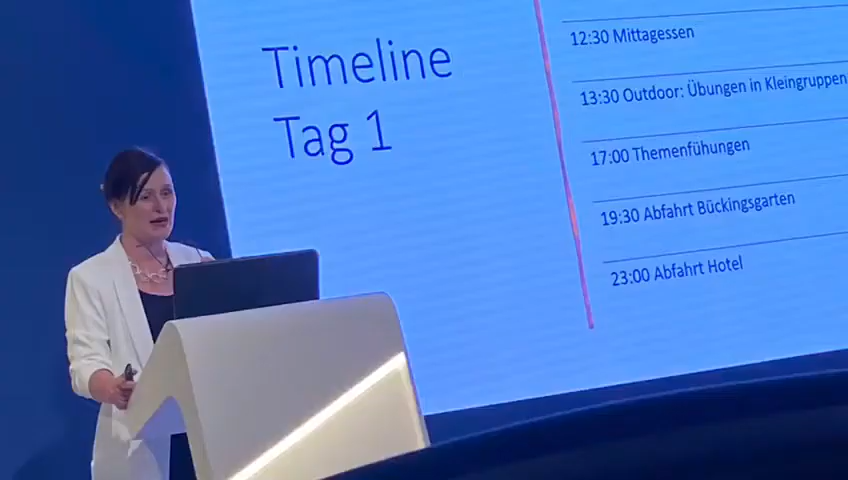 Timeline
Tag 1
12:30 Mittagessen
13:30 Outdoor: Übungen in Kleingruppen
17:00 Themenfühungen
19:30 Abfahrt Bückingsgarten
23:00 Abfahrt Hotel